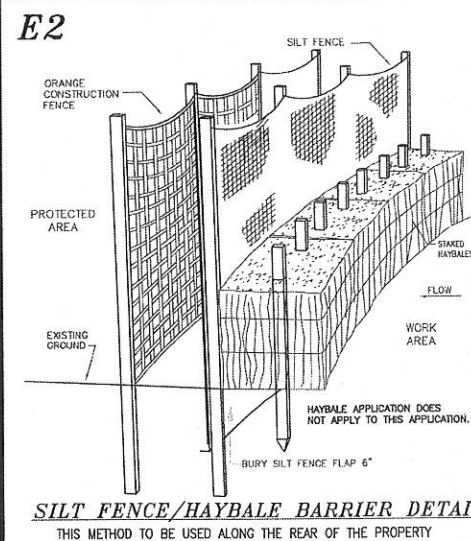 E2
SILT FENCE
ORANGE
CONSTRUCTION
FENCE
PROTECTED
AREA
STAKED
HAYBALES
FLOW
WORK
AREA
EXISTING
GROUND
HAYBALE APPLICATION DOES
NOT APPLY TO THIS APPLICATION.
BURY SILT FENCE FLAP 6"
SILT FENCE/HAYBALE BARRIER DETAI
THIS METHOD TO BE USED ALONG THE REAR OF THE PROPERTY